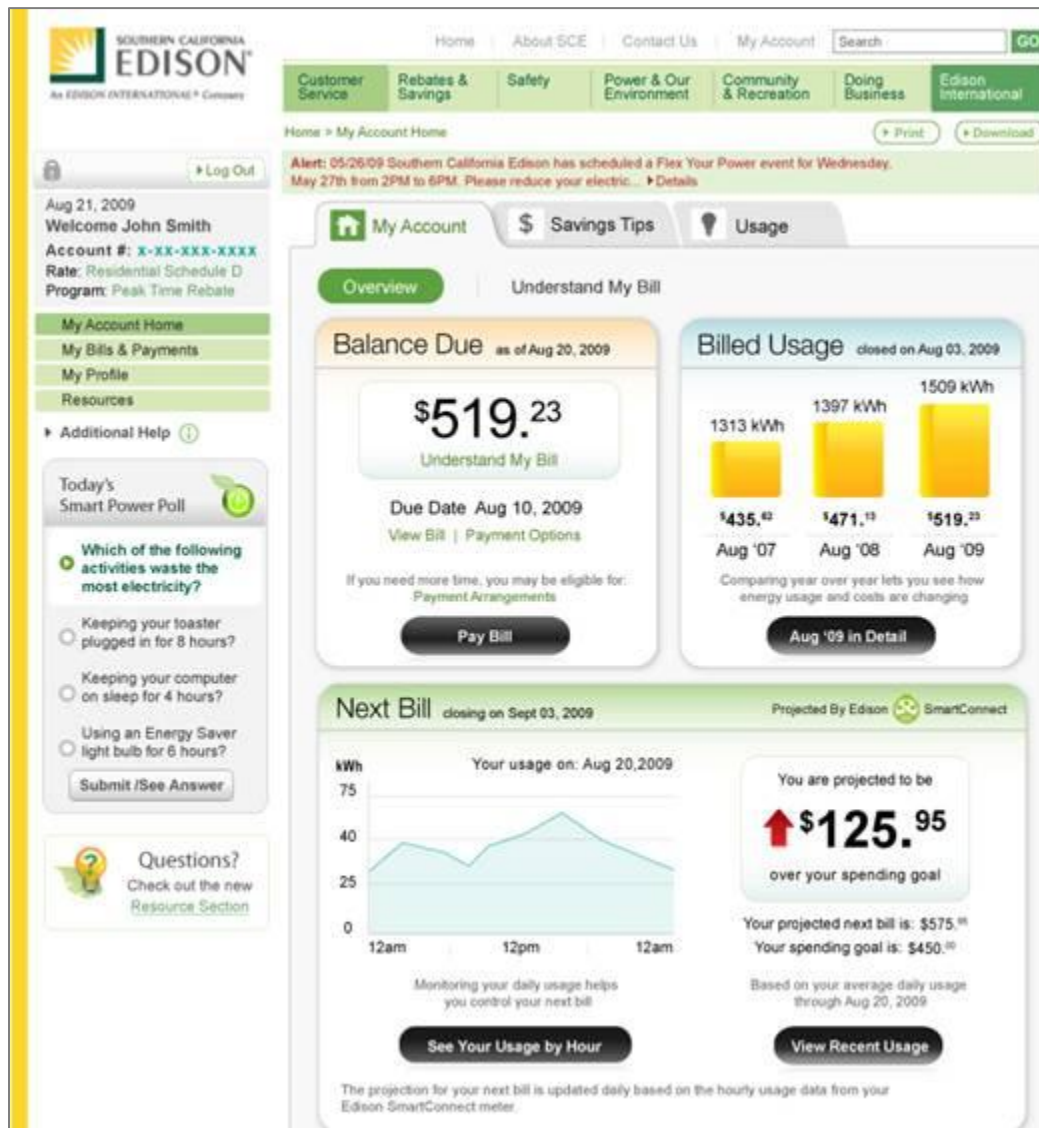 SOUTHERN CALIFORNIA
EDISON®
An EDISON INTERNATIONAL® Company
Home | About SCE | Contact Us | My Account
Search
GO
Customer Service
Rebates & Savings
Safety
Power & Our Environment
Community & Recreation
Doing Business
Edison International
Home > My Account Home
Print
Download
Alert: 05/26/09 Southern California Edison has scheduled a Flex Your Power event for Wednesday,
May 27th from 2PM to 6PM. Please reduce your electric... Details
Log Out
Aug 21, 2009
Welcome John Smith
Account #: x-xx-xxx-xxxx
Rate: Residential Schedule D
Program: Peak Time Rebate
My Account Home
My Bills & Payments
My Profile
Resources
Additional Help
Today's
Smart Power Poll
Which of the following
activities waste the
most electricity?
Keeping your toaster
plugged in for 8 hours?
Keeping your computer
on sleep for 4 hours?
Using an Energy Saver
light bulb for 6 hours?
Submit /See Answer
Questions?
Check out the new
Resource Section
My Account
$ Savings Tips
Usage
Overview
Understand My Bill
Balance Due as of Aug 20, 2009
$519.23
Understand My Bill
Due Date Aug 10, 2009
View Bill | Payment Options
If you need more time, you may be eligible for:
Payment Arrangements
Pay Bill
Billed Usage closed on Aug 03, 2009
1313 kWh
1397 kWh
1509 kWh
$435.
$471.13
$519.23
Aug '07
Aug '08
Aug '09
Comparing year over year lets you see how
energy usage and costs are changing
Aug '09 in Detail
Next Bill closing on Sept 03, 2009
Projected By Edison SmartConnect
kWh
Your usage on: Aug 20,2009
75
40
25
0
12am
12pm
12am
Monitoring your daily usage helps
you control your next bill
See Your Usage by Hour
You are projected to be
$125.95
over your spending goal
Your projected next bill is: $575.
Your spending goal is: $450.00
Based on your average daily usage
through Aug 20, 2009
View Recent Usage
The projection for your next bill is updated daily based on the hourly usage data from your
Edison SmartConnect meter.